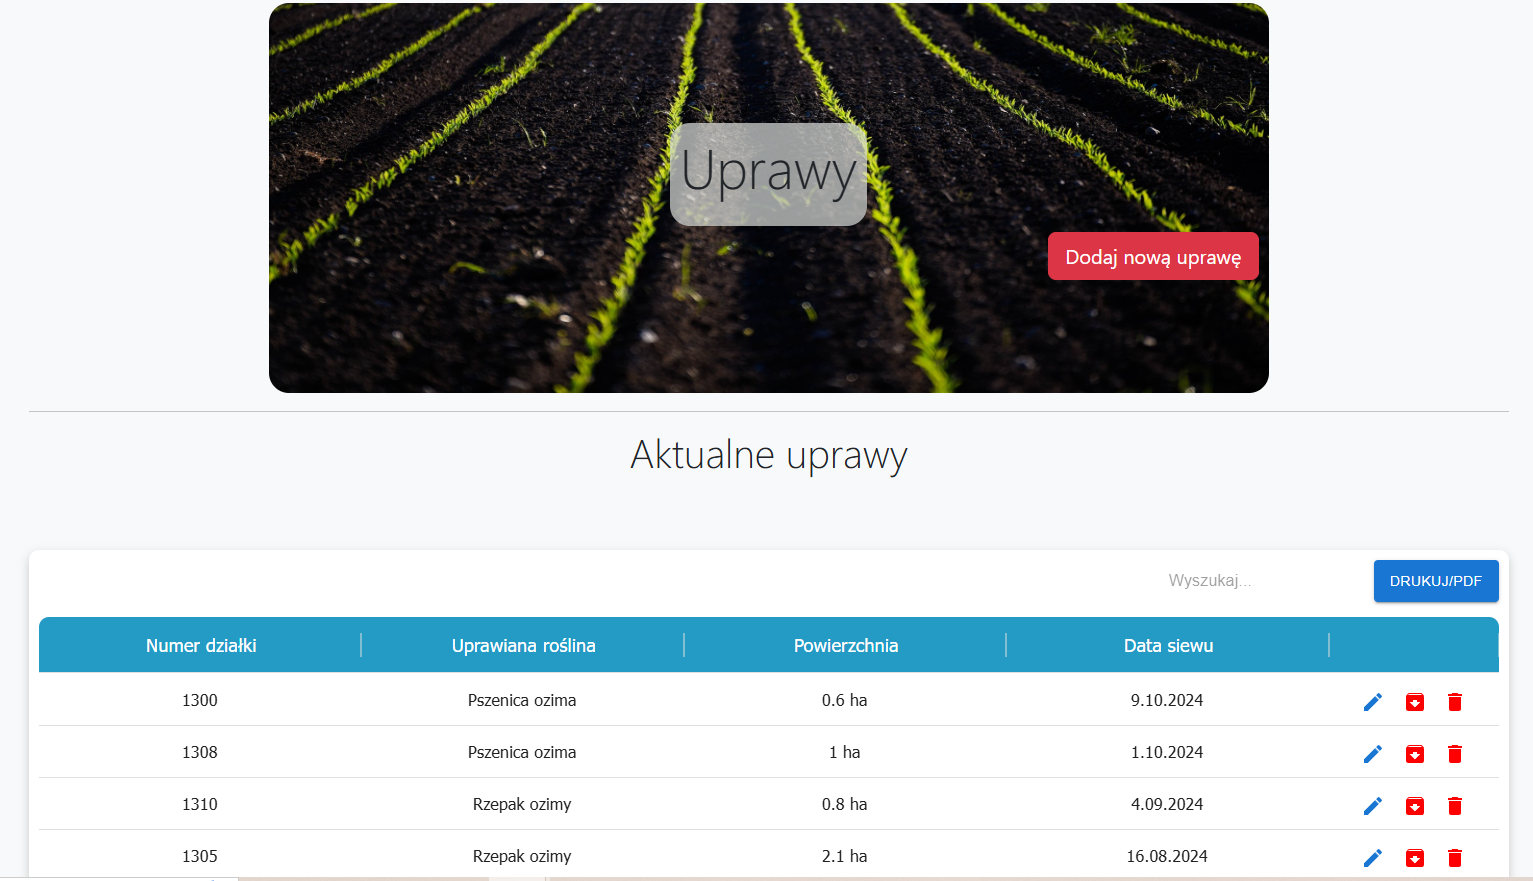 Uprawy
Dodaj nową uprawę
Aktualne uprawy
Wyszukaj...
DRUKUJ/PDF
Numer działki Uprawiana roślina Powierzchnia Data siewu
1300 Pszenica ozima 0.6 ha 9.10.2024
1308 Pszenica ozima 1 ha 1.10.2024
1310 Rzepak ozimy 0.8 ha 4.09.2024
1305 Rzepak ozimy 2.1 ha 16.08.2024